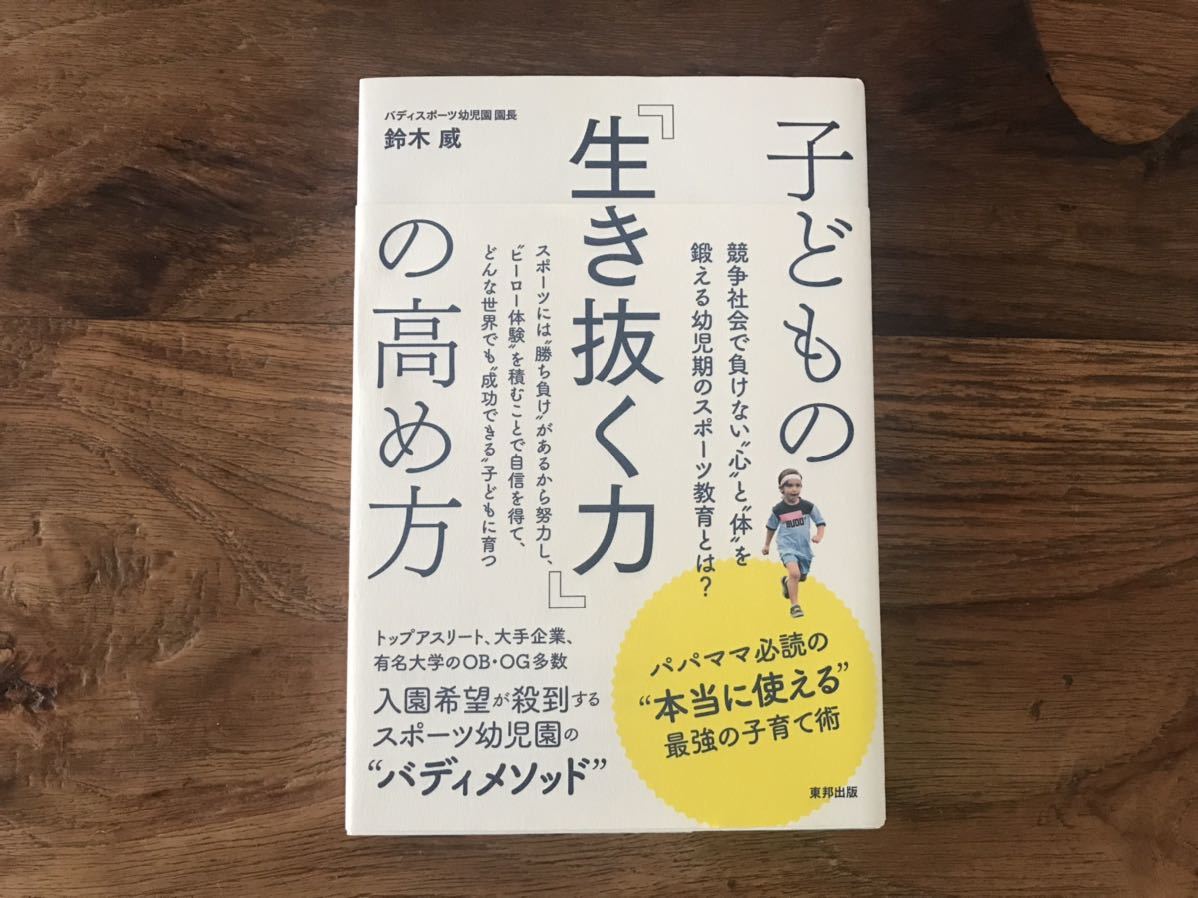 子どもの
『生き抜く力』
の高め方
バディスポーツ幼児園 園長
鈴木 威
競争社会で負けない“心”と“体”を
鍛える幼児期のスポーツ教育とは？
スポーツには“勝ち負け”があるから努力し、
“ヒーロー体験”を積むことで自信を得て、
どんな世界でも“成功できる”子どもに育つ
トップアスリート、大手企業、
有名大学のOB・OG多数
入園希望が殺到する
スポーツ幼児園の
“バディメソッド”
パパママ必読の
“本当に使える”
最強の子育て術
東邦出版